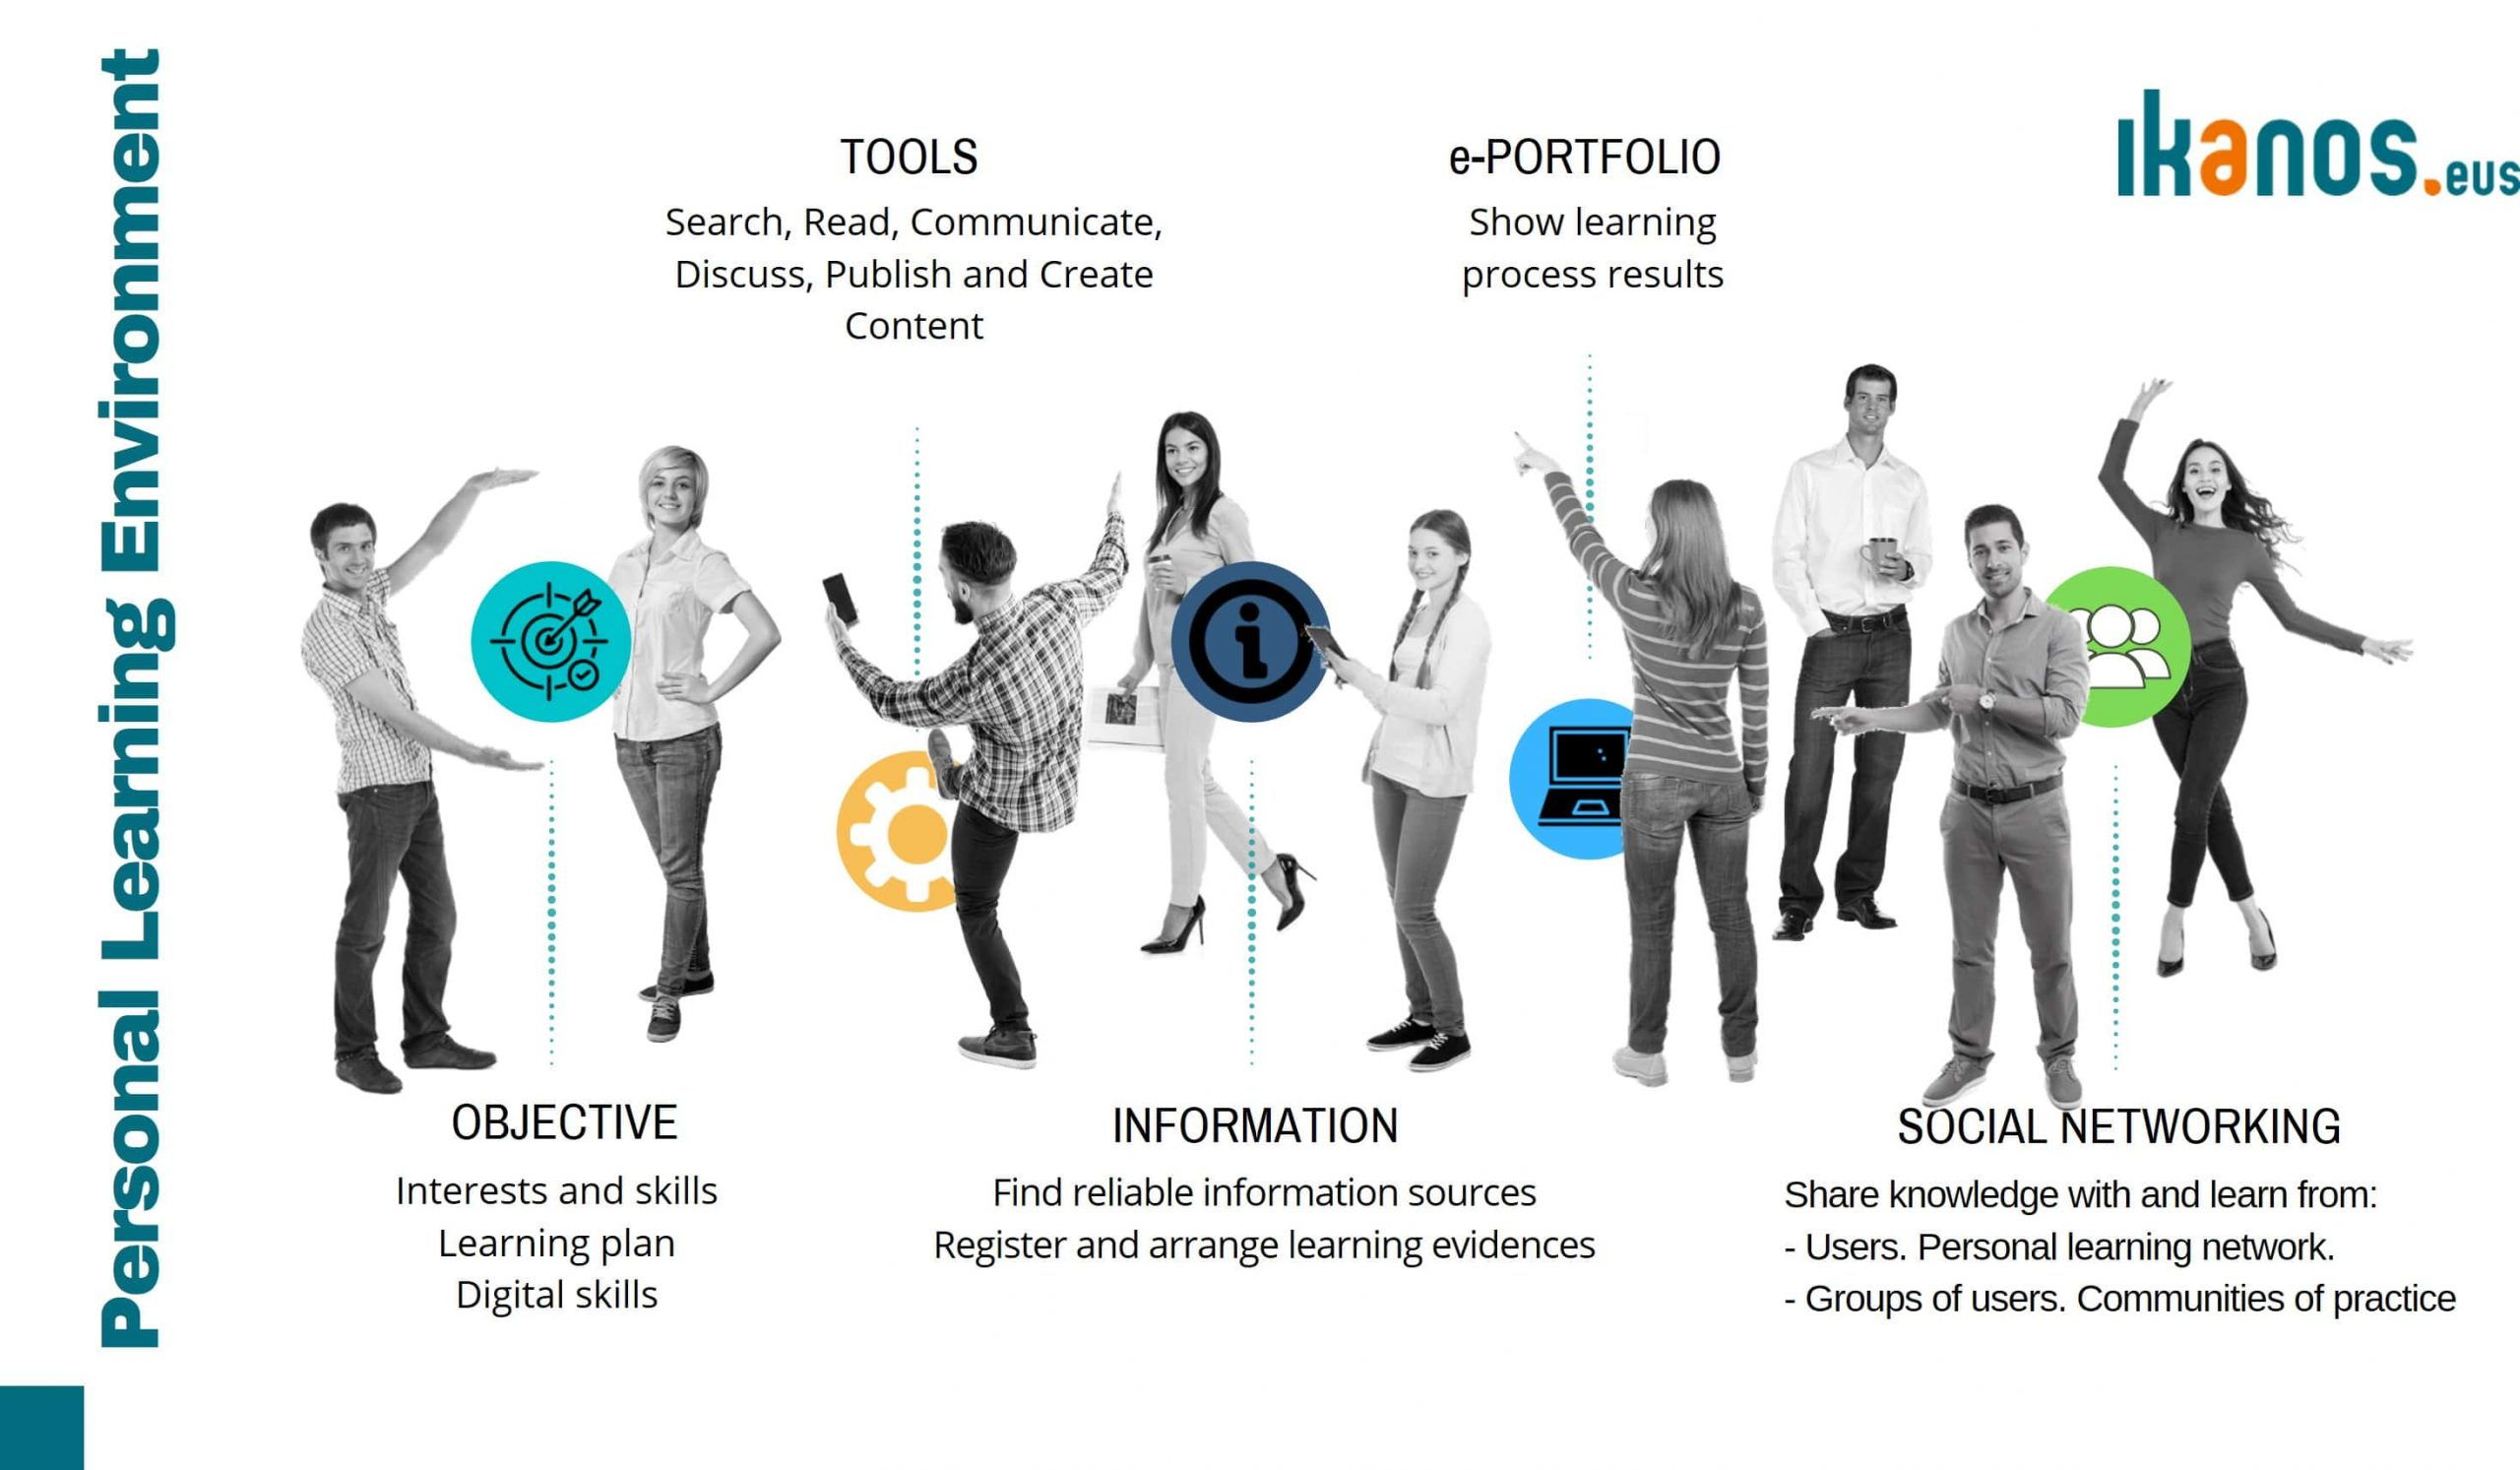 Personal Learning Environment
Ikanos.eus
TOOLS
Search, Read, Communicate,
Discuss, Publish and Create
Content
e-PORTFOLIO
Show learning
process results
OBJECTIVE
Interests and skills
Learning plan
Digital skills
INFORMATION
Find reliable information sources
Register and arrange learning evidences
SOCIAL NETWORKING
Share knowledge with and learn from:
- Users. Personal learning network.
- Groups of users. Communities of practice